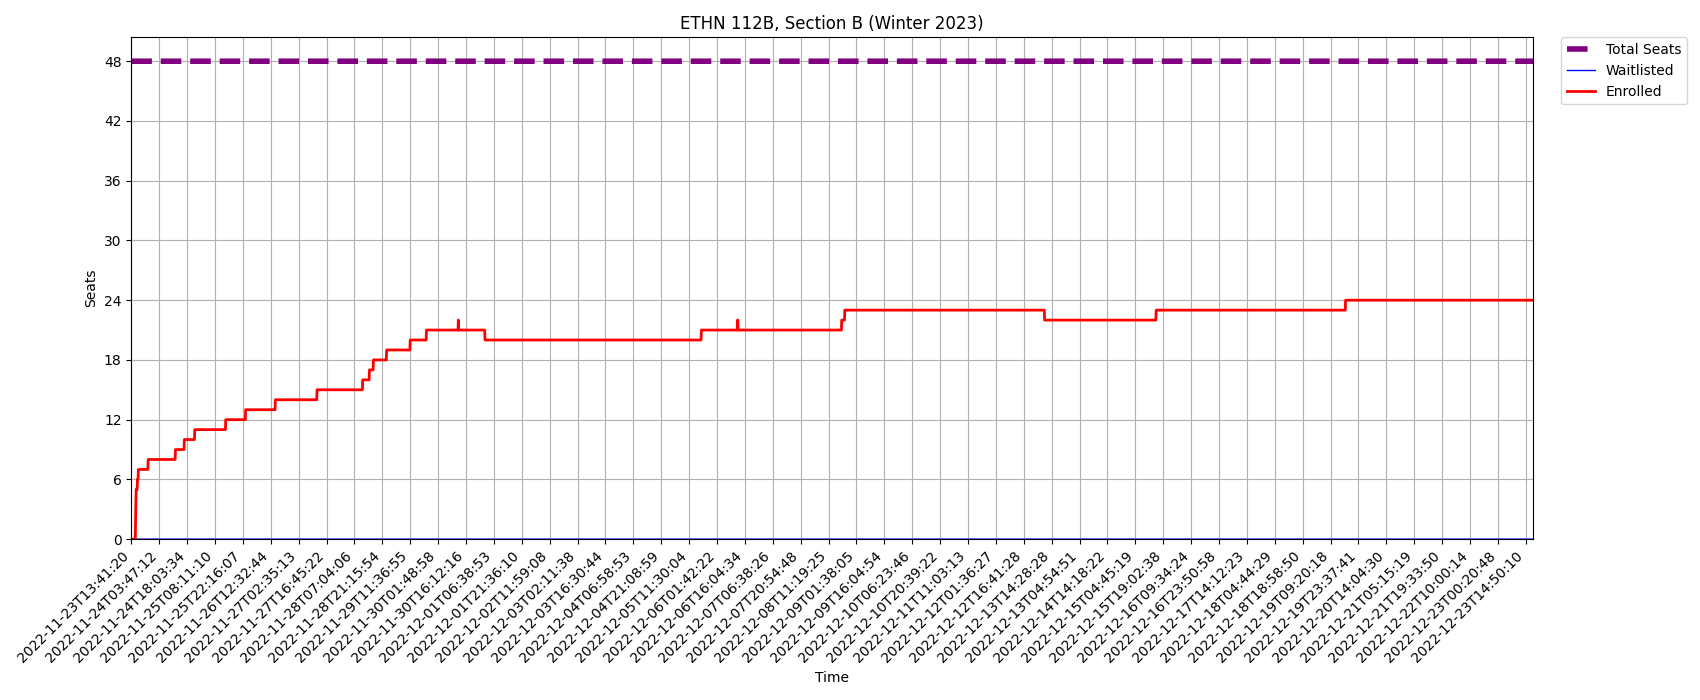 ETHN 112B, Section B (Winter 2023)
Total Seats
Waitlisted
Enrolled
Seats
48
42
36
30
24
18
12
6
0
2022-11-23T13:41:20
2022-11-24T03:47:12
2022-11-24T18:03:34
2022-11-25T08:11:10
2022-11-25T22:16:07
2022-11-26T12:32:44
2022-11-27T02:35:13
2022-11-27T16:45:22
2022-11-28T07:04:06
2022-11-28T21:15:54
2022-11-29T11:36:55
2022-11-30T01:48:58
2022-11-30T16:12:16
2022-12-01T06:38:53
2022-12-01T21:36:10
2022-12-02T11:59:08
2022-12-03T02:11:38
2022-12-03T16:30:44
2022-12-04T06:58:53
2022-12-04T21:08:59
2022-12-05T11:30:04
2022-12-06T01:42:22
2022-12-06T16:04:34
2022-12-07T06:38:26
2022-12-07T20:54:48
2022-12-08T11:19:25
2022-12-09T01:38:05
2022-12-09T16:04:54
2022-12-10T06:23:46
2022-12-10T20:39:22
2022-12-11T11:03:13
2022-12-12T01:36:27
2022-12-12T16:41:28
2022-12-13T14:28:28
2022-12-13T04:54:51
2022-12-14T14:18:22
2022-12-15T04:45:19
2022-12-15T19:02:38
2022-12-16T09:34:24
2022-12-16T23:50:58
2022-12-17T14:12:23
2022-12-18T04:44:29
2022-12-18T18:58:50
2022-12-19T09:20:18
2022-12-19T23:37:41
2022-12-20T14:04:30
2022-12-21T05:15:19
2022-12-21T19:33:50
2022-12-22T10:00:14
2022-12-23T00:20:48
2022-12-23T14:50:10
Time